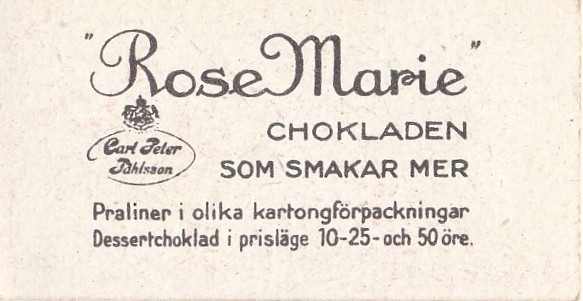 "Rose Marie"
CHOKLADEN
Carl Peter
Påhlsson
SOM SMAKAR MER
Praliner i olika kartongförpackningar
Dessertchoklad i prisläge 10-25-och 50 öre.